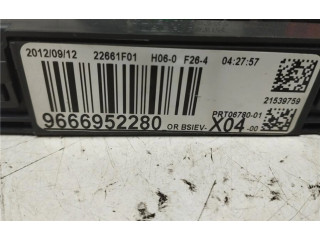 2012/09/12 22661F01 H06-0 F26-4 04:27:57
21539759
PRT06780-01
9666952280 OR BSIEV- X04 -00